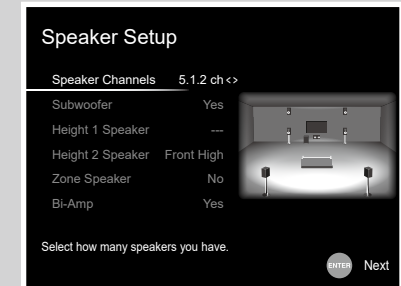 Speaker Setup
Speaker Channels 5.1.2 ch <>
Subwoofer Yes
Height 1 Speaker ---
Height 2 Speaker Front High
Zone Speaker No
Bi-Amp Yes
Select how many speakers you have.
ENTER Next